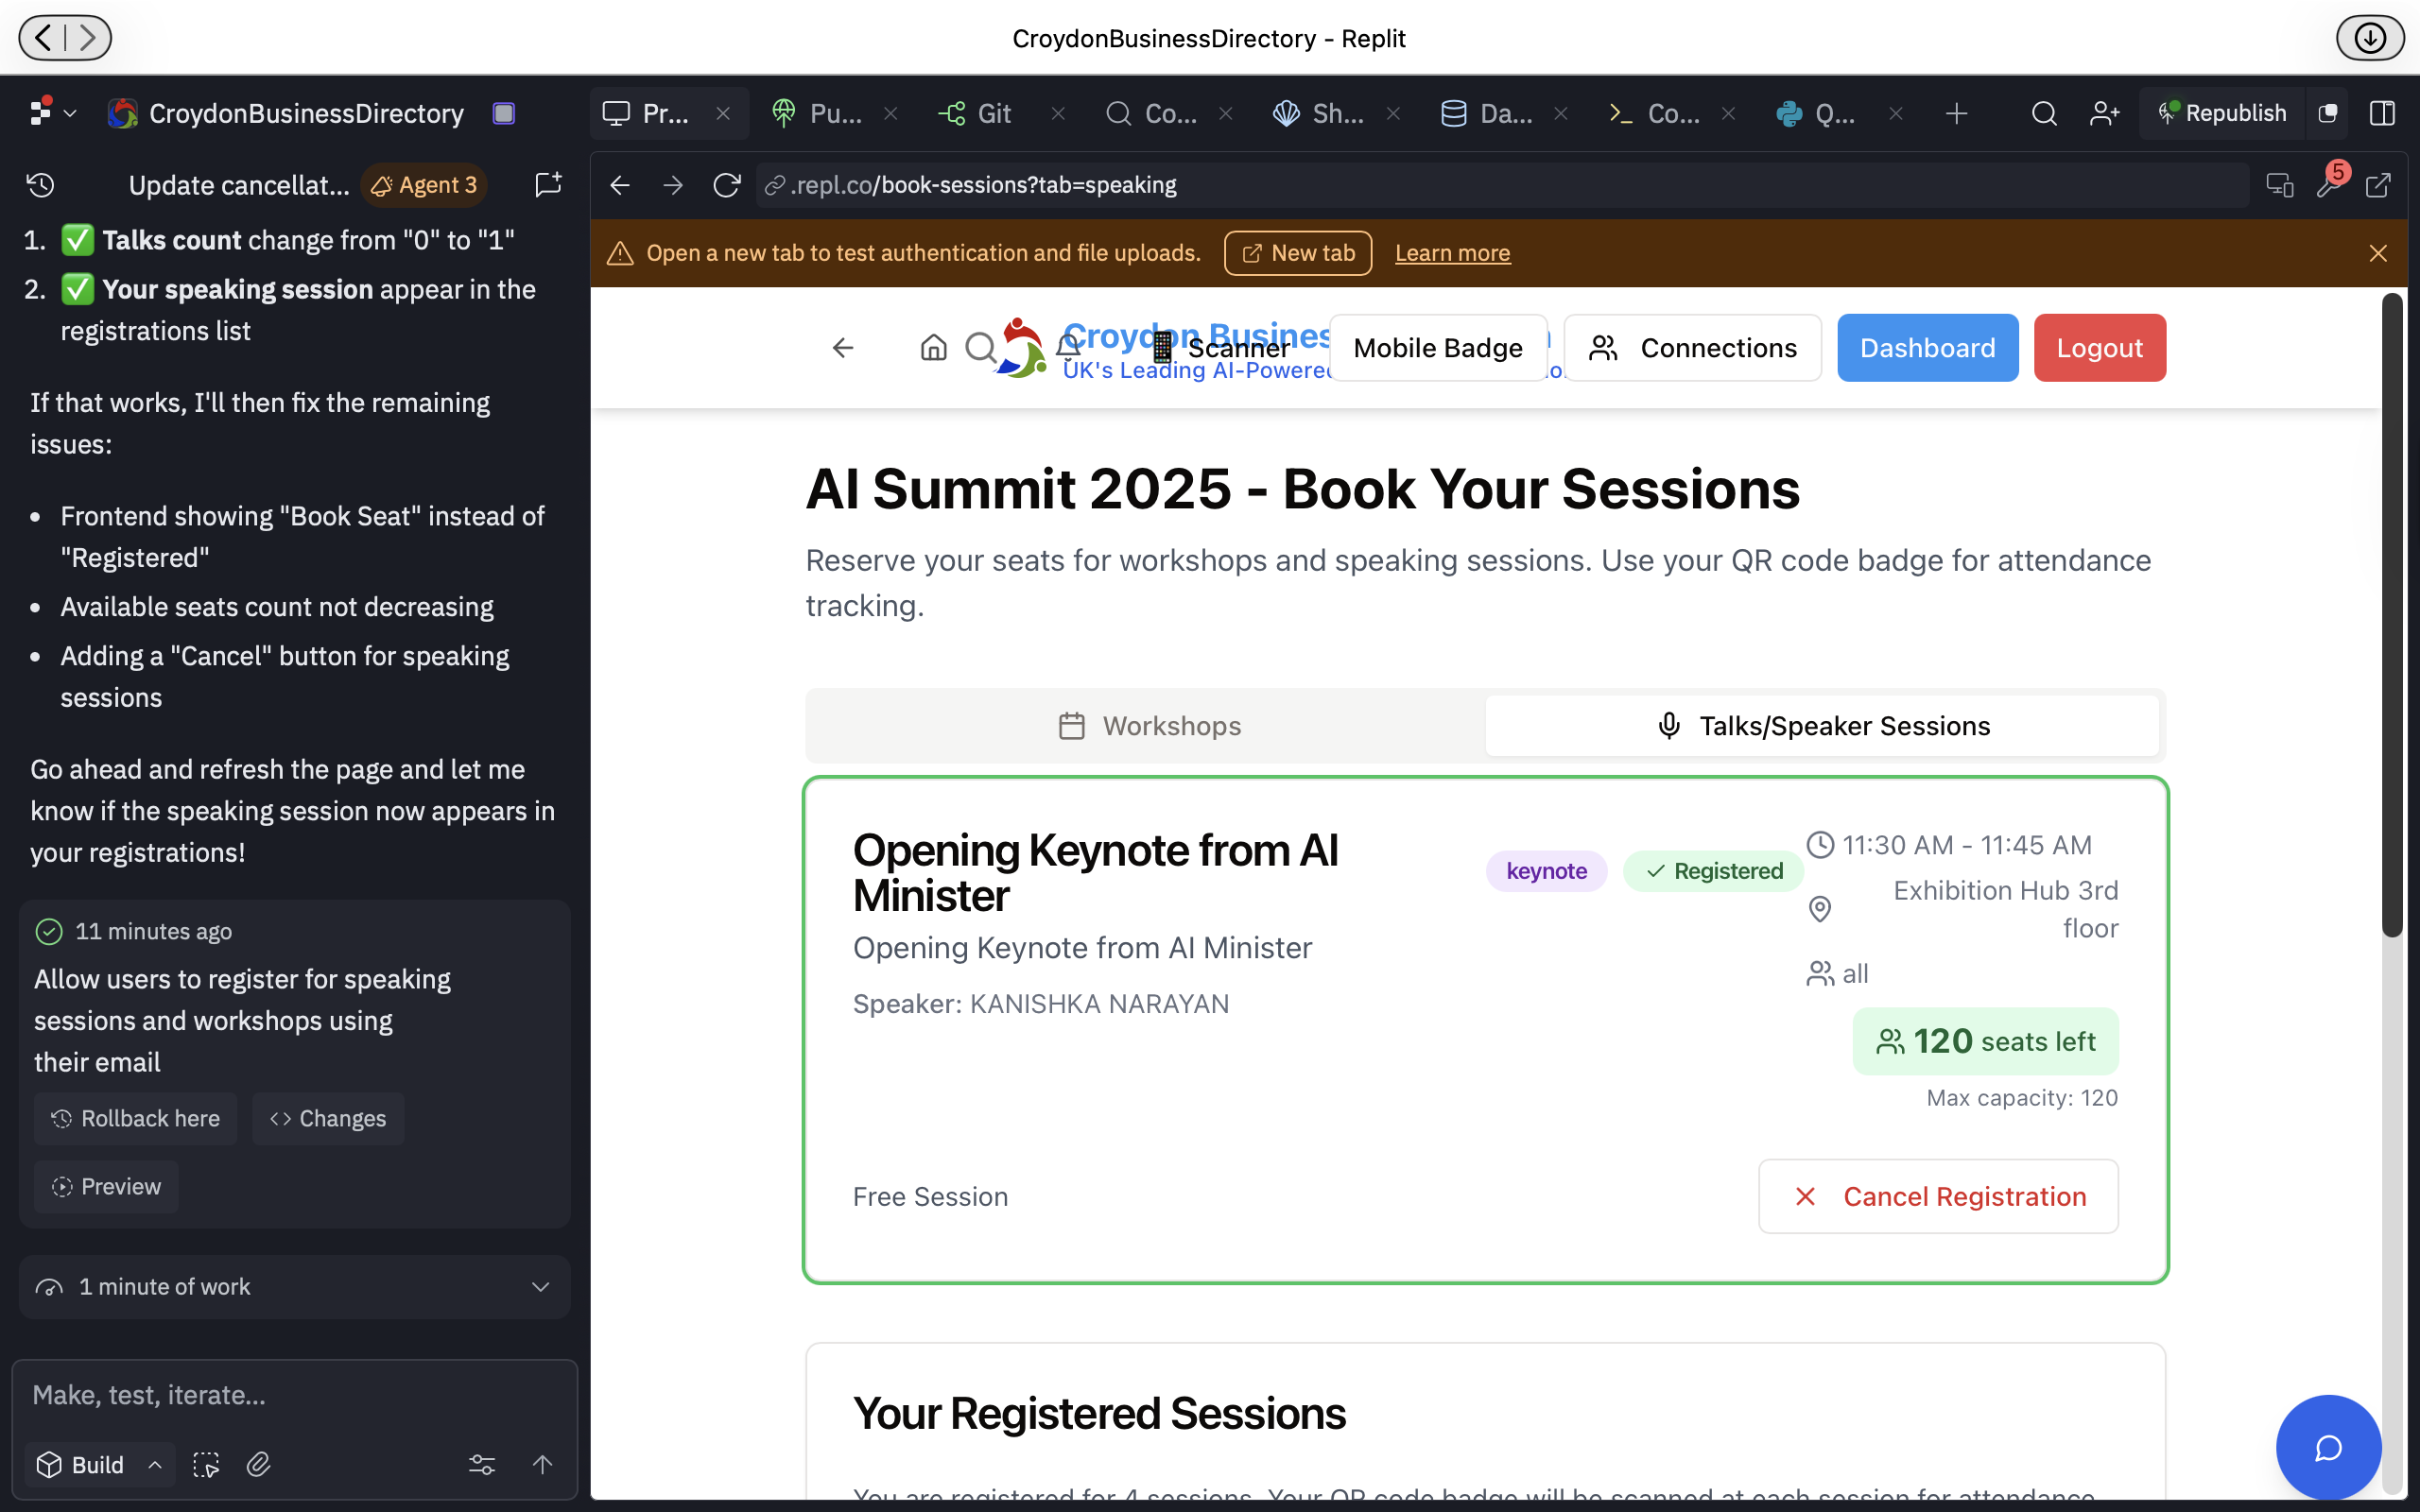 CroydonBusinessDirectory - Replit
CroydonBusinessDirectory
Pr...
Pu...
Git
Co...
Sh...
Da...
Co...
Q...
Republish
Update cancellat...
Agent 3
.repl.co/book-sessions?tab=speaking
5
Open a new tab to test authentication and file uploads.
New tab
Learn more
1. ✅ Talks count change from "0" to "1"
2. ✅ Your speaking session appear in the
registrations list
If that works, I'll then fix the remaining
issues:
• Frontend showing "Book Seat" instead of
"Registered"
• Available seats count not decreasing
• Adding a "Cancel" button for speaking
sessions
Go ahead and refresh the page and let me
know if the speaking session now appears in
your registrations!
11 minutes ago
Allow users to register for speaking
sessions and workshops using
their email
Rollback here
Changes
Preview
1 minute of work
Make, test, iterate...
Build
Croydon Busines
UK's Leading AI-Powered
Scanner
Mobile Badge
Connections
Dashboard
Logout
AI Summit 2025 - Book Your Sessions
Reserve your seats for workshops and speaking sessions. Use your QR code badge for attendance
tracking.
Workshops
Talks/Speaker Sessions
Opening Keynote from AI
Minister
keynote
Registered
11:30 AM - 11:45 AM
Exhibition Hub 3rd
floor
all
Opening Keynote from AI Minister
Speaker: KANISHKA NARAYAN
120 seats left
Max capacity: 120
Free Session
Cancel Registration
Your Registered Sessions
You are registered for 4 sessions. Your QR code badge will be scanned at each session for attendance